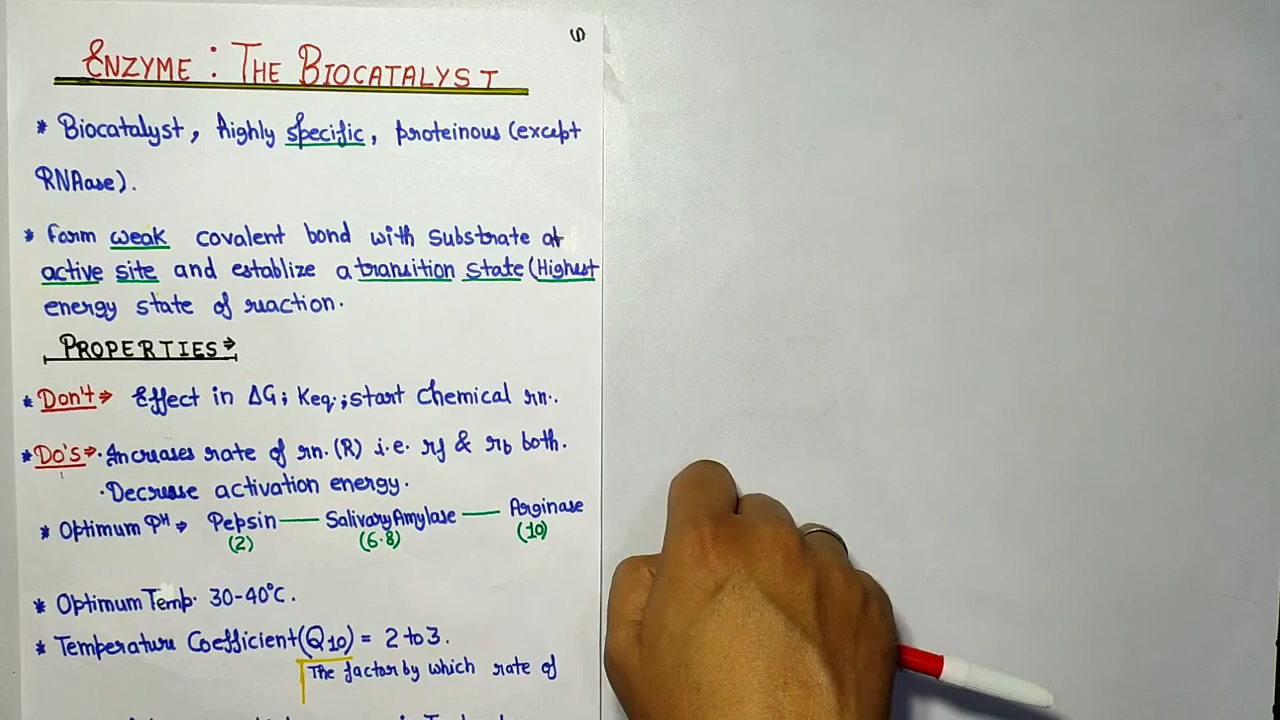 ENZYME : THE BIOCATALYST
* Biocatalyst, Highly specific, proteinous (except
RNAase).
* Form weak covalent bond with substrate at
active site and establize a transition state (Highest
energy state of reaction.
PROPERTIES⇒
* Don't ⇒ Effect in ΔG; Keq.; start chemical rn.
* Do's ⇒ • Increases rate of rn. (R) i.e. rf & rb both.
• Decrease activation energy.
* Optimum PH ⇒ Pepsin — Salivary Amylase — Arginase
(2) (6.8) (10)
* Optimum Temp. 30-40°C.
* Temperature Coefficient (Q10) = 2 to 3.
The factor by which rate of